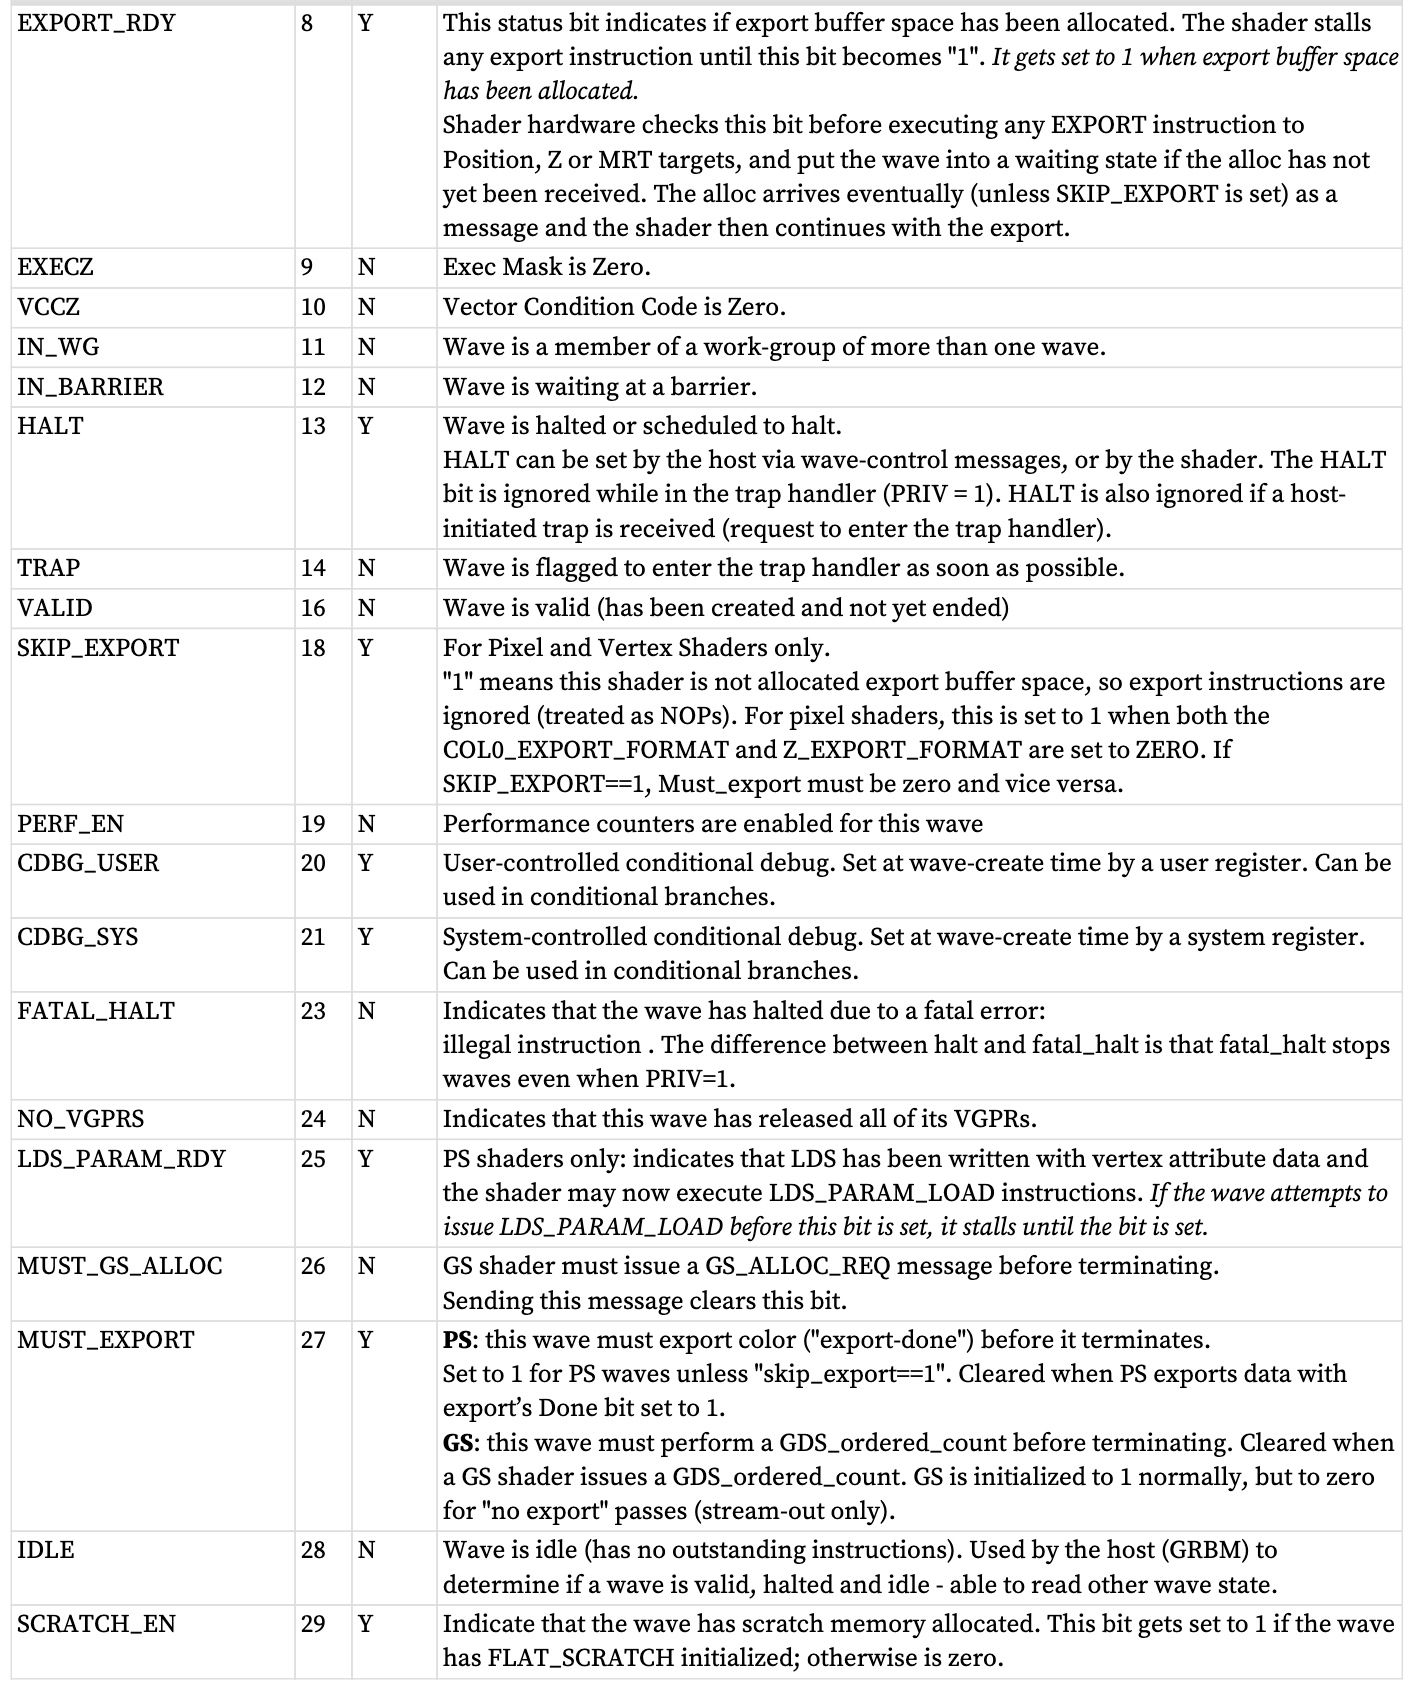 EXPORT_RDY 8 Y This status bit indicates if export buffer space has been allocated. The shader stalls
any export instruction until this bit becomes "1". It gets set to 1 when export buffer space
has been allocated.
Shader hardware checks this bit before executing any EXPORT instruction to
Position, Z or MRT targets, and put the wave into a waiting state if the alloc has not
yet been received. The alloc arrives eventually (unless SKIP_EXPORT is set) as a
message and the shader then continues with the export.
EXECZ 9 N Exec Mask is Zero.
VCCZ 10 N Vector Condition Code is Zero.
IN_WG 11 N Wave is a member of a work-group of more than one wave.
IN_BARRIER 12 N Wave is waiting at a barrier.
HALT 13 Y Wave is halted or scheduled to halt.
HALT can be set by the host via wave-control messages, or by the shader. The HALT
bit is ignored while in the trap handler (PRIV = 1). HALT is also ignored if a host-
initiated trap is received (request to enter the trap handler).
TRAP 14 N Wave is flagged to enter the trap handler as soon as possible.
VALID 16 N Wave is valid (has been created and not yet ended)
SKIP_EXPORT 18 Y For Pixel and Vertex Shaders only.
"1" means this shader is not allocated export buffer space, so export instructions are
ignored (treated as NOPs). For pixel shaders, this is set to 1 when both the
COL0_EXPORT_FORMAT and Z_EXPORT_FORMAT are set to ZERO. If
SKIP_EXPORT==1, Must_export must be zero and vice versa.
PERF_EN 19 N Performance counters are enabled for this wave
CDBG_USER 20 Y User-controlled conditional debug. Set at wave-create time by a user register. Can be
used in conditional branches.
CDBG_SYS 21 Y System-controlled conditional debug. Set at wave-create time by a system register.
Can be used in conditional branches.
FATAL_HALT 23 N Indicates that the wave has halted due to a fatal error:
illegal instruction . The difference between halt and fatal_halt is that fatal_halt stops
waves even when PRIV=1.
NO_VGPRS 24 N Indicates that this wave has released all of its VGPRs.
LDS_PARAM_RDY 25 Y PS shaders only: indicates that LDS has been written with vertex attribute data and
the shader may now execute LDS_PARAM_LOAD instructions. If the wave attempts to
issue LDS_PARAM_LOAD before this bit is set, it stalls until the bit is set.
MUST_GS_ALLOC 26 N GS shader must issue a GS_ALLOC_REQ message before terminating.
Sending this message clears this bit.
MUST_EXPORT 27 Y PS: this wave must export color ("export-done") before it terminates.
Set to 1 for PS waves unless "skip_export==1". Cleared when PS exports data with
export’s Done bit set to 1.
GS: this wave must perform a GDS_ordered_count before terminating. Cleared when
a GS shader issues a GDS_ordered_count. GS is initialized to 1 normally, but to zero
for "no export" passes (stream-out only).
IDLE 28 N Wave is idle (has no outstanding instructions). Used by the host (GRBM) to
determine if a wave is valid, halted and idle - able to read other wave state.
SCRATCH_EN 29 Y Indicate that the wave has scratch memory allocated. This bit gets set to 1 if the wave
has FLAT_SCRATCH initialized; otherwise is zero.